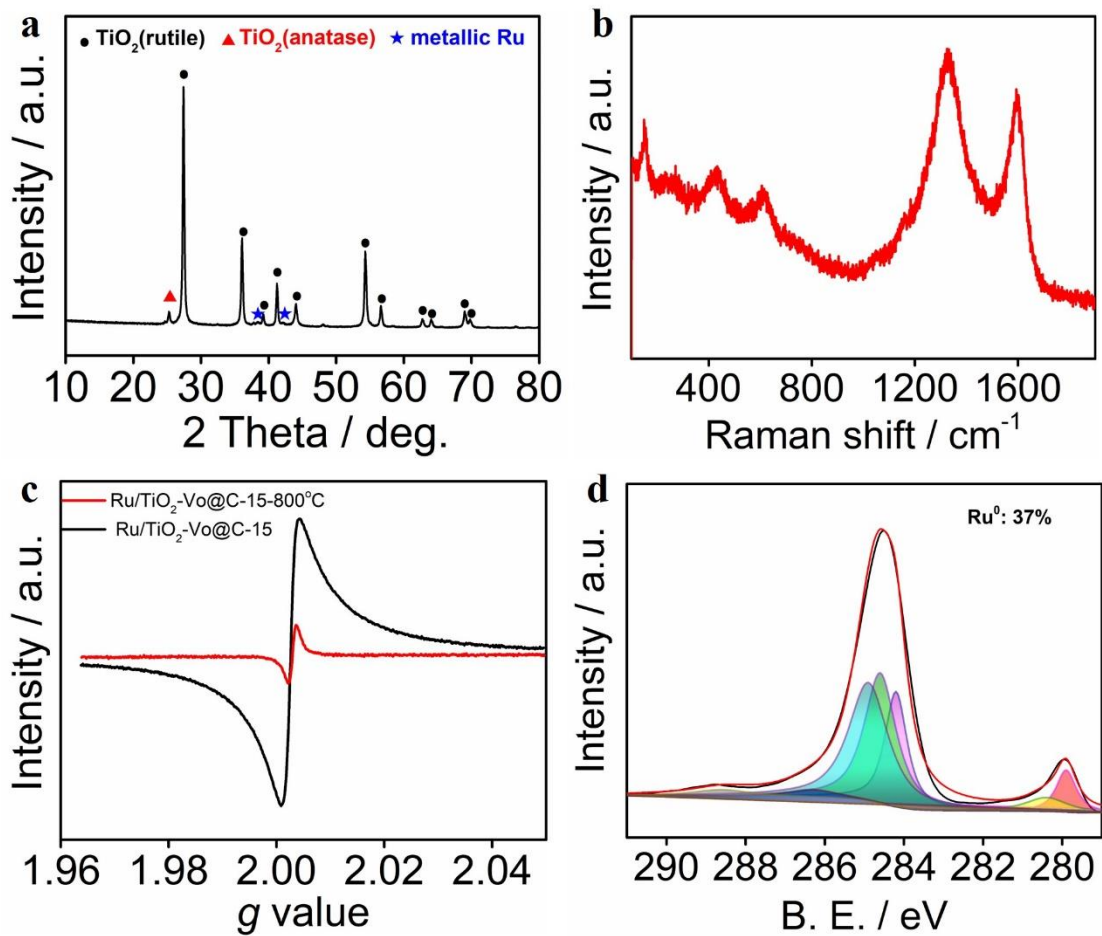 a
● TiO2(rutile) ▲ TiO2(anatase) ★ metallic Ru
Intensity / a.u.
10 20 30 40 50 60 70 80
2 Theta / deg.
b
Intensity / a.u.
400 800 1200 1600
Raman shift / cm-1
c
Ru/TiO2-Vo@C-15-800°C
Ru/TiO2-Vo@C-15
Intensity / a.u.
1.96 1.98 2.00 2.02 2.04
g value
d
Ru0: 37%
Intensity / a.u.
290 288 286 284 282 280
B. E. / eV